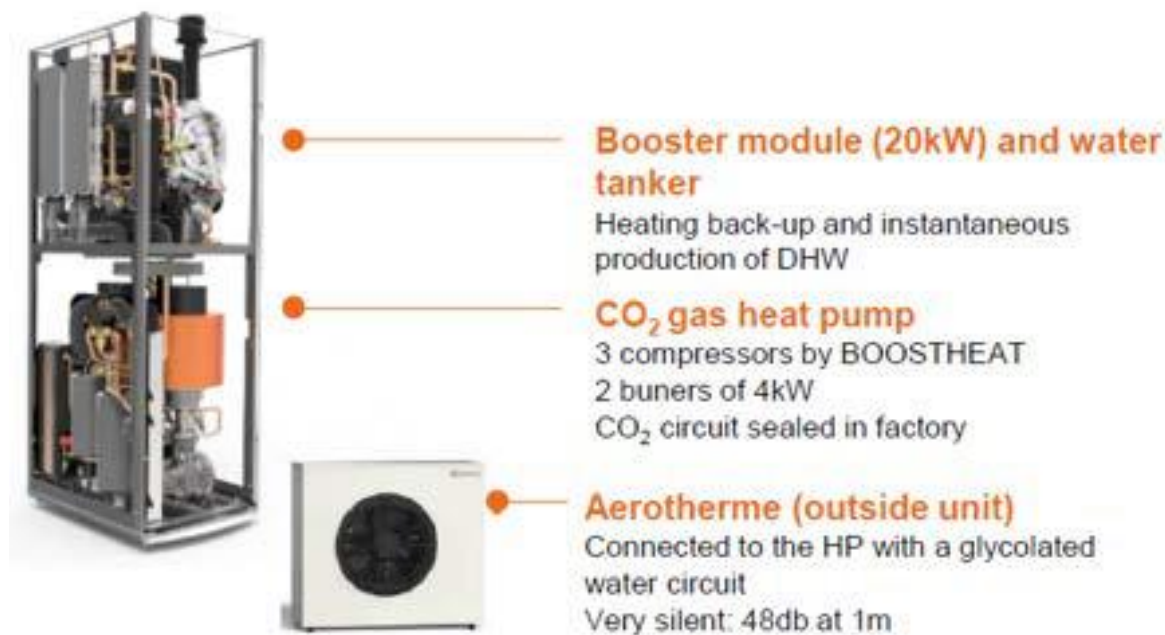 Booster module (20kW) and water
tanker
Heating back-up and instantaneous
production of DHW
CO₂ gas heat pump
3 compressors by BOOSTHEAT
2 buners of 4kW
CO₂ circuit sealed in factory
Aerotherme (outside unit)
Connected to the HP with a glycolated
water circuit
Very silent: 48db at 1m